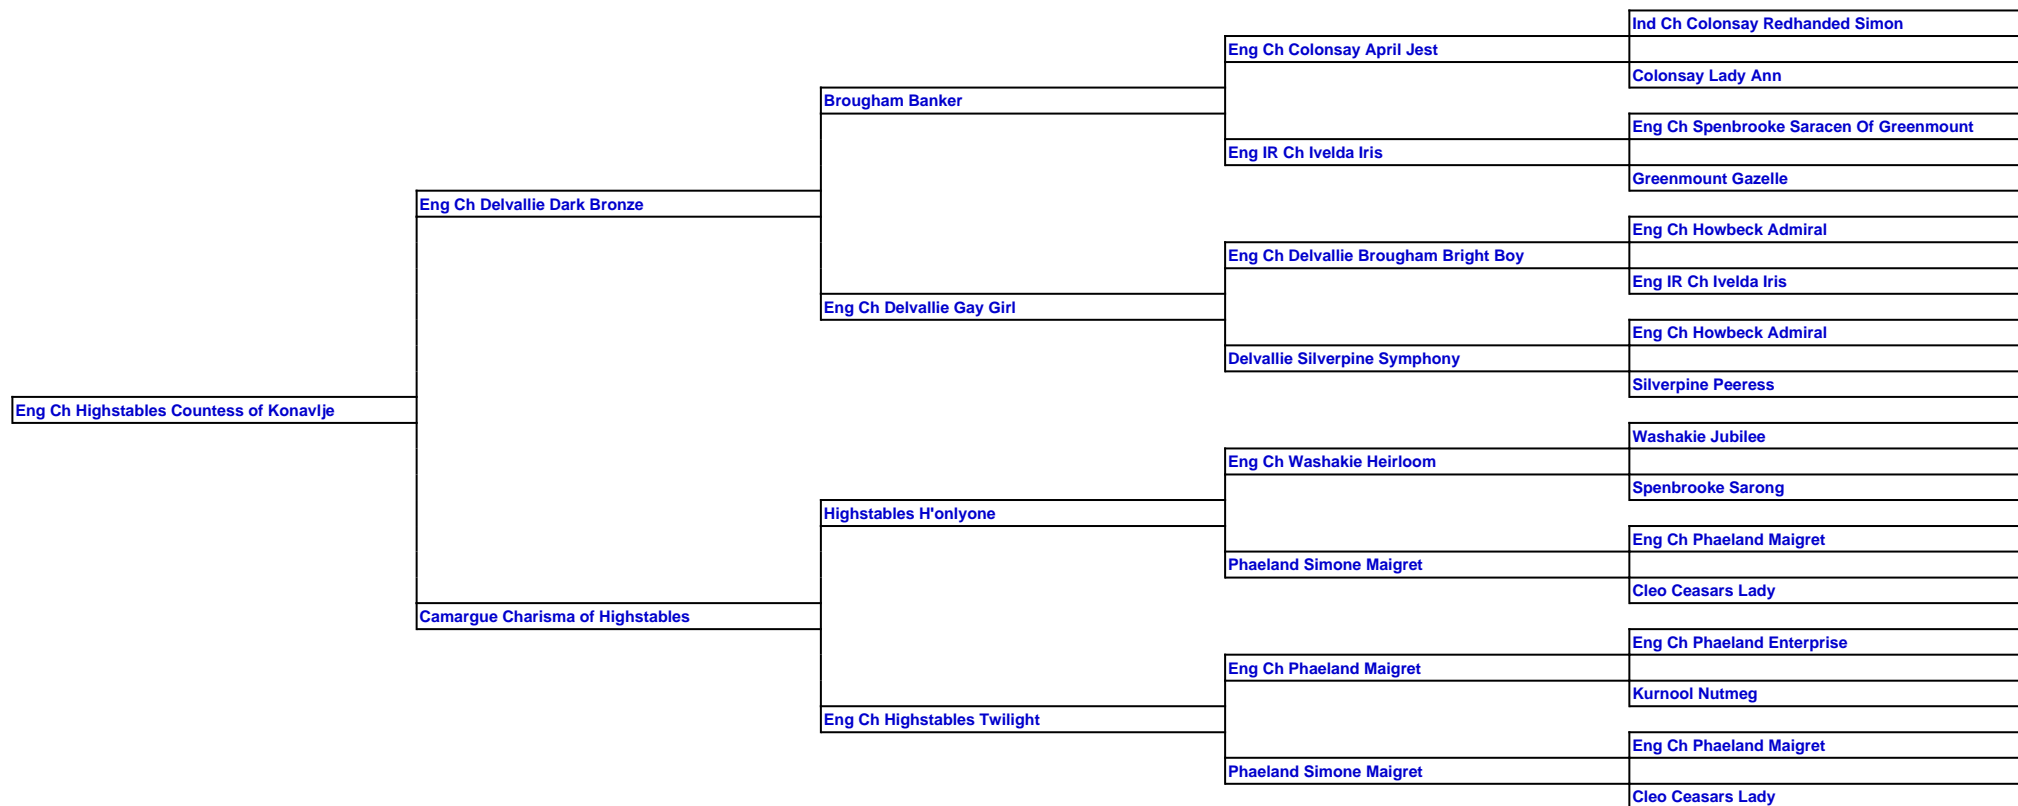 Ind Ch Colonsay Redhanded Simon
Eng Ch Colonsay April Jest
Colonsay Lady Ann
Brougham Banker
Eng Ch Spenbrooke Saracen Of Greenmount
Eng IR Ch Ivelda Iris
Greenmount Gazelle
Eng Ch Delvallie Dark Bronze
Eng Ch Howbeck Admiral
Eng Ch Delvallie Brougham Bright Boy
Eng IR Ch Ivelda Iris
Eng Ch Delvallie Gay Girl
Eng Ch Howbeck Admiral
Delvallie Silverpine Symphony
Silverpine Peeress
Eng Ch Highstables Countess of Konavlje
Washakie Jubilee
Eng Ch Washakie Heirloom
Spenbrooke Sarong
Highstables H'onlyone
Eng Ch Phaeland Maigret
Phaeland Simone Maigret
Cleo Ceasars Lady
Camargue Charisma of Highstables
Eng Ch Phaeland Enterprise
Eng Ch Phaeland Maigret
Kurnool Nutmeg
Eng Ch Highstables Twilight
Eng Ch Phaeland Maigret
Phaeland Simone Maigret
Cleo Ceasars Lady